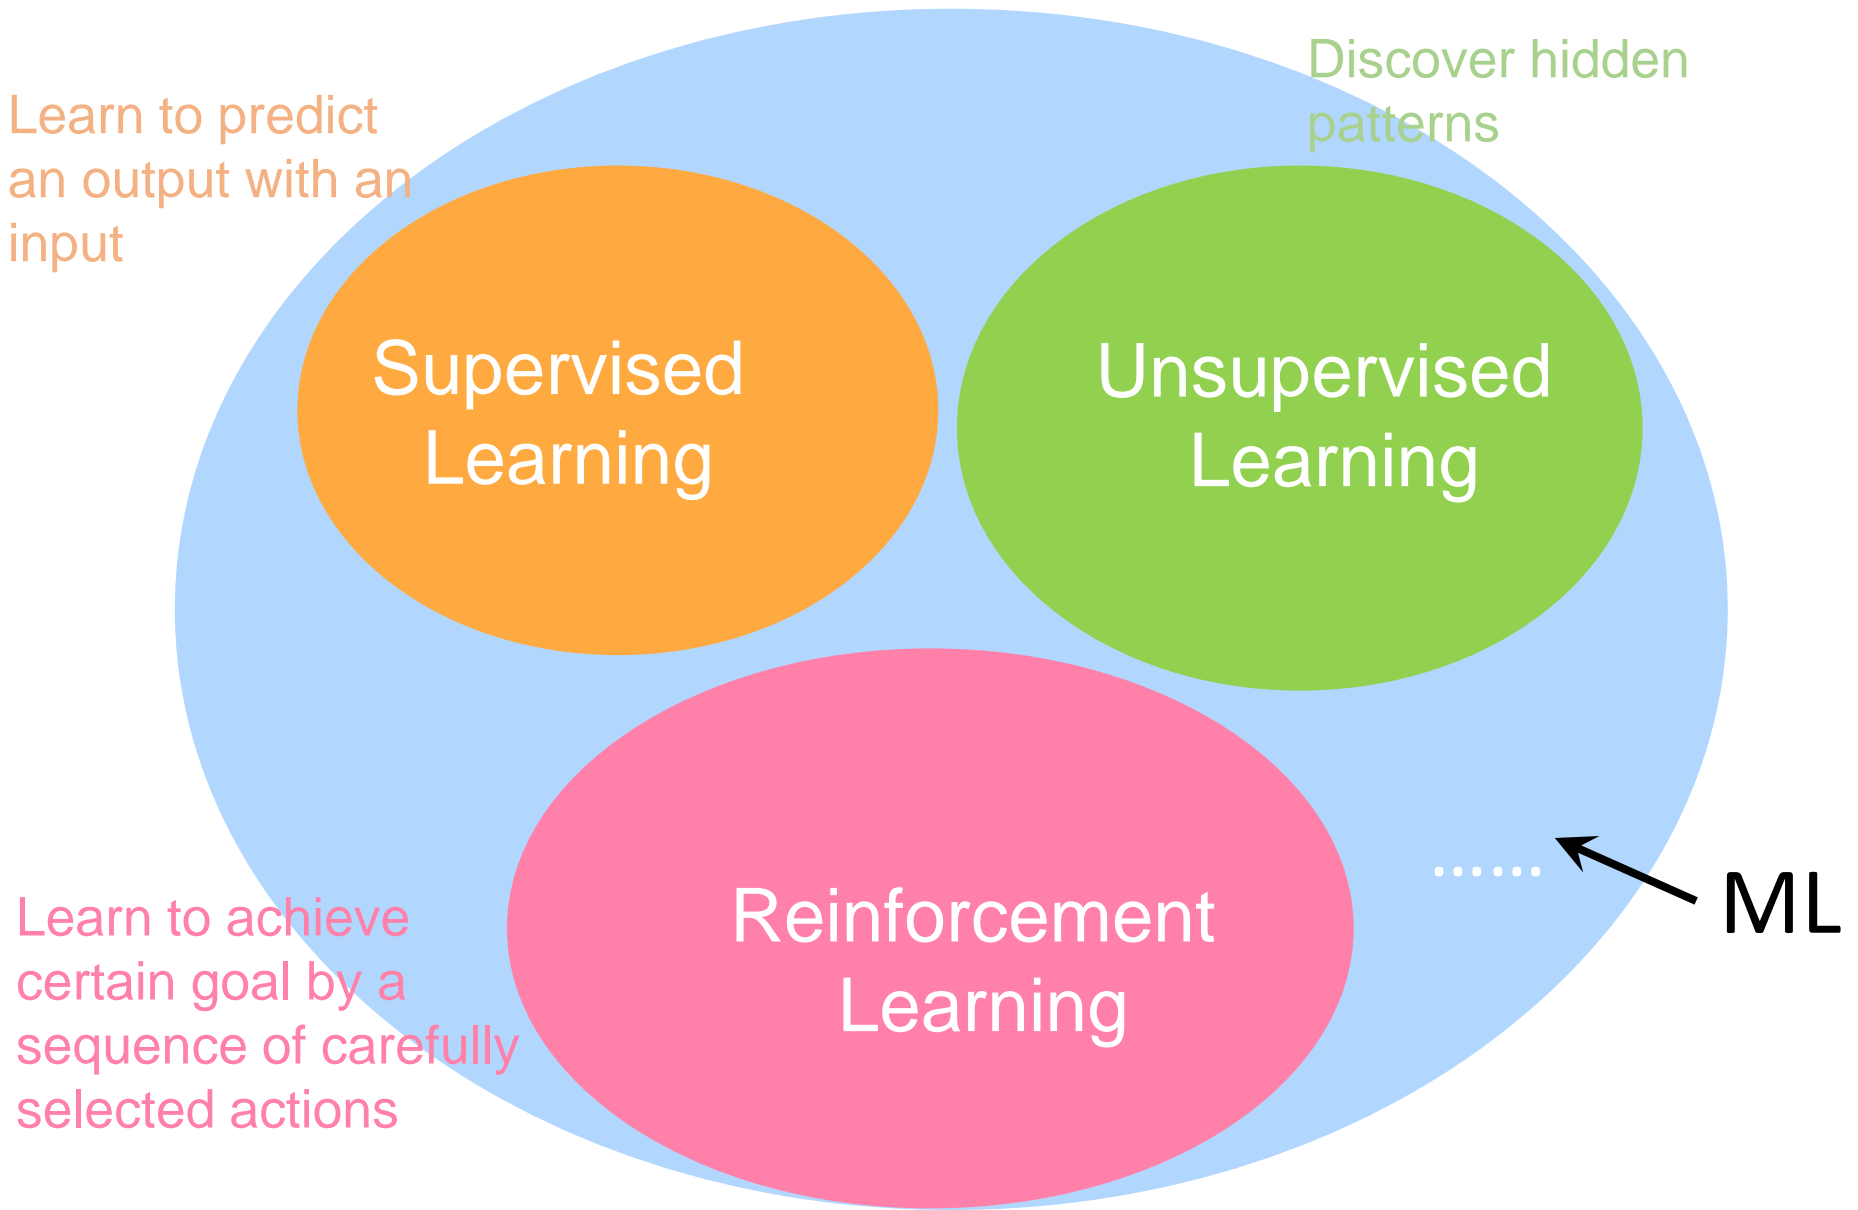 Learn to predict
an output with an
input
Discover hidden
patterns
Supervised
Learning
Unsupervised
Learning
Learn to achieve
certain goal by a
sequence of carefully
selected actions
Reinforcement
Learning
......
ML